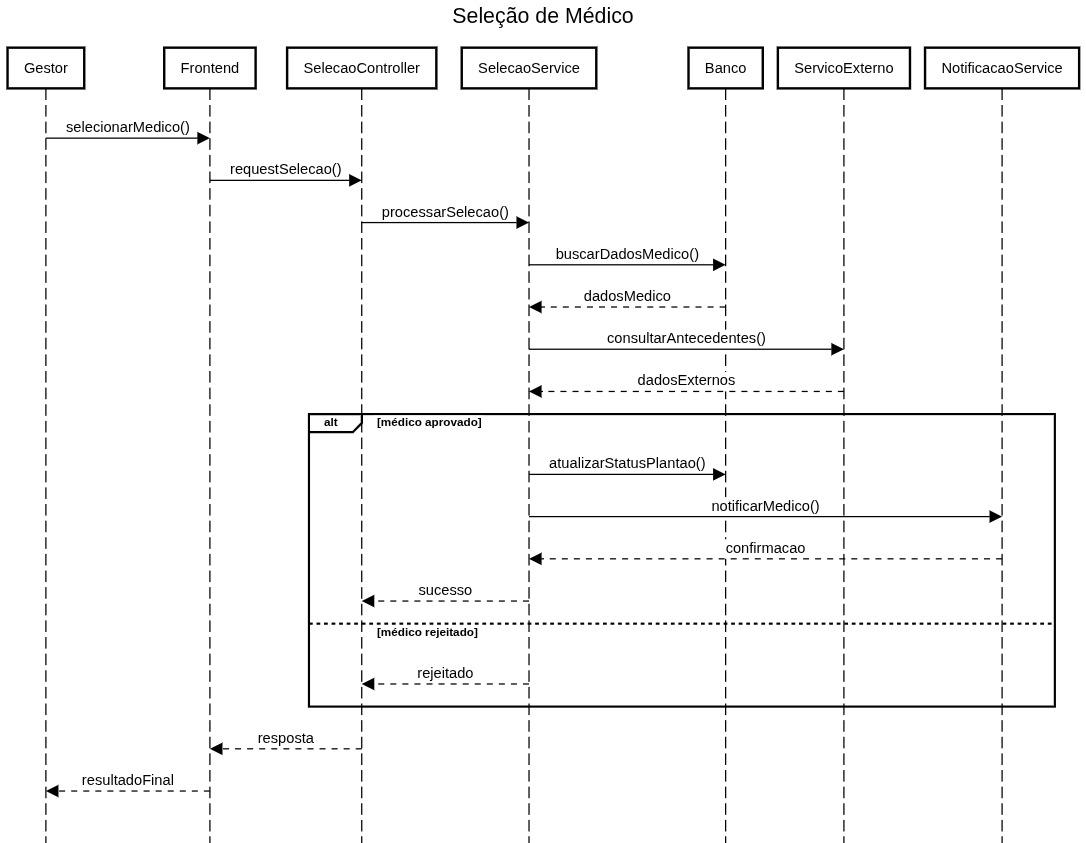 Seleção de Médico
Gestor
Frontend
SelecaoController
SelecaoService
Banco
ServicoExterno
NotificacaoService
selecionarMedico()
requestSelecao()
processarSelecao()
buscarDadosMedico()
dadosMedico
consultarAntecedentes()
dadosExternos
alt
[médico aprovado]
atualizarStatusPlantao()
notificarMedico()
confirmacao
sucesso
[médico rejeitado]
rejeitado
resposta
resultadoFinal